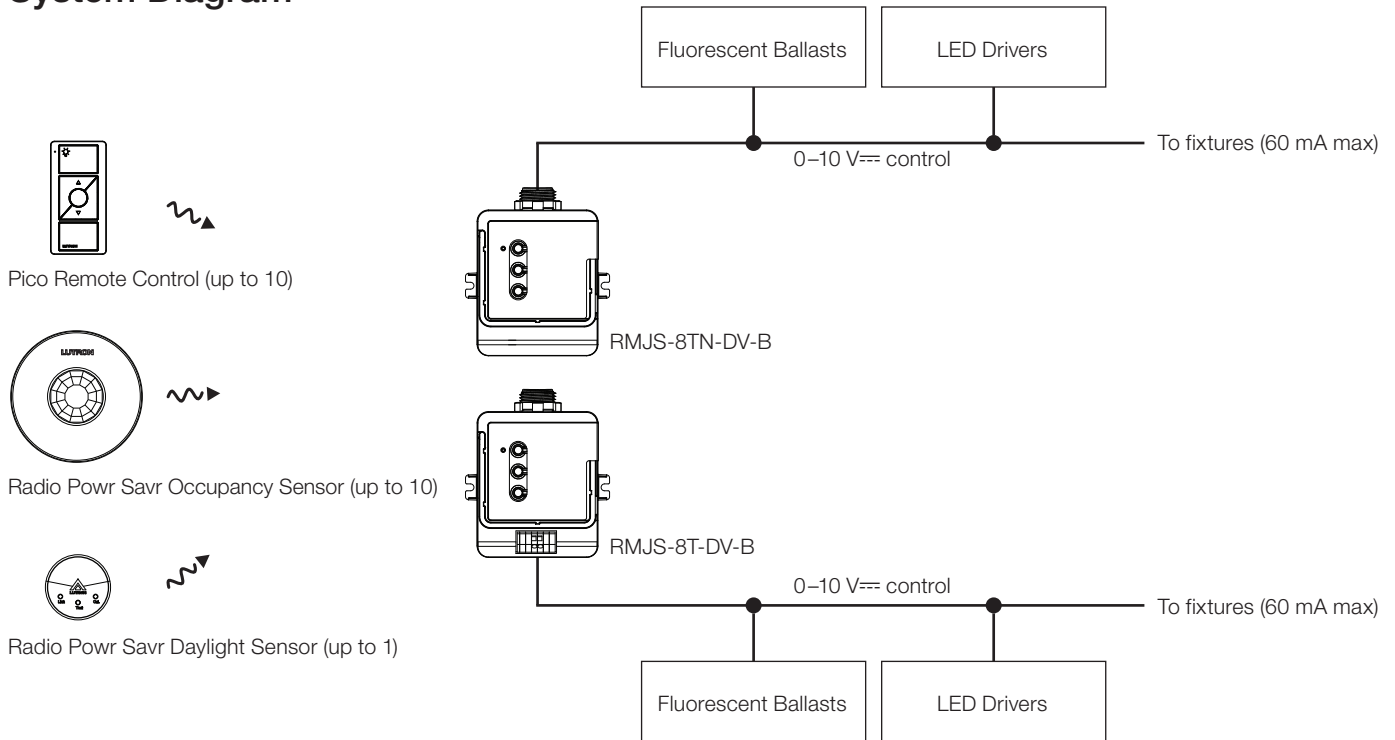 System Diagram
Fluorescent Ballasts
LED Drivers
0–10 V⎓ control
To fixtures (60 mA max)
Pico Remote Control (up to 10)
RMJS-8TN-DV-B
LUTRON
Radio Powr Savr Occupancy Sensor (up to 10)
RMJS-8T-DV-B
0–10 V⎓ control
To fixtures (60 mA max)
Radio Powr Savr Daylight Sensor (up to 1)
Fluorescent Ballasts
LED Drivers